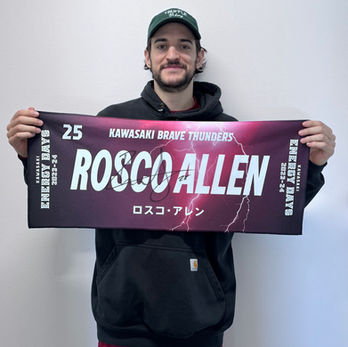 25
KAWASAKI BRAVE THUNDERS
ROSCO ALLEN
ロスコ・アレン
KAWASAKI
ENERGY DAYS
2023-24
KAWASAKI
ENERGY DAYS
2023-24